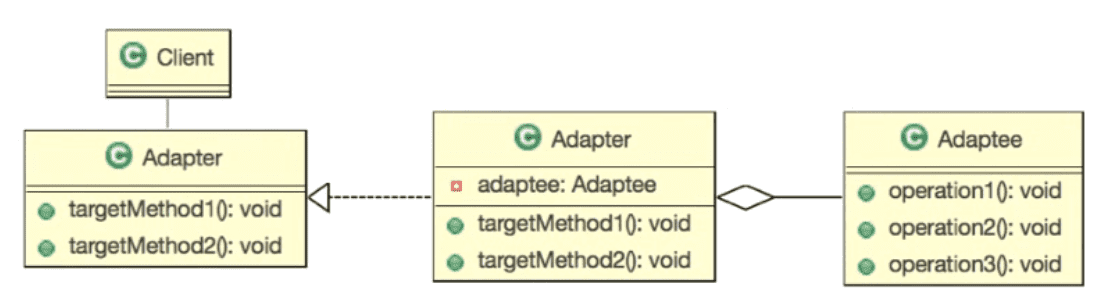 C Client
C Adapter
targetMethod1(): void
targetMethod2(): void
C Adapter
adaptee: Adaptee
targetMethod1(): void
targetMethod2(): void
C Adaptee
operation1(): void
operation2(): void
operation3(): void